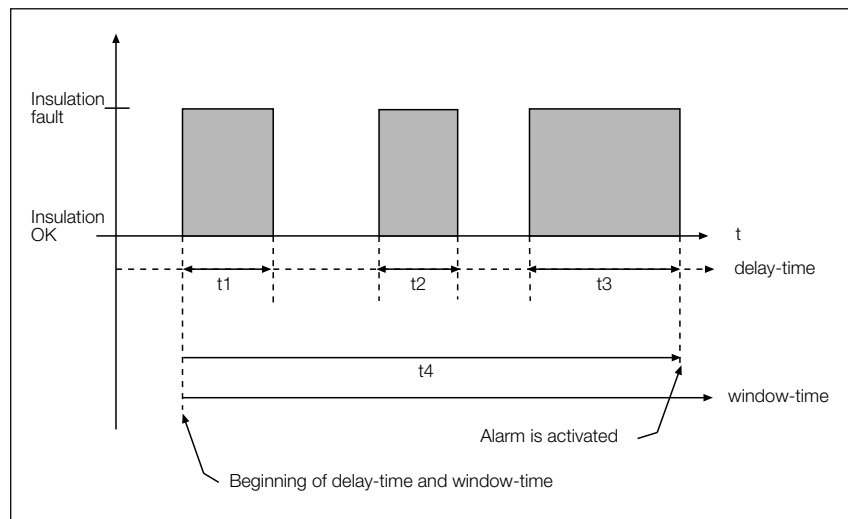 Insulation
fault
Insulation
OK
t
delay-time
t1
t2
t3
t4
window-time
Alarm is activated
Beginning of delay-time and window-time